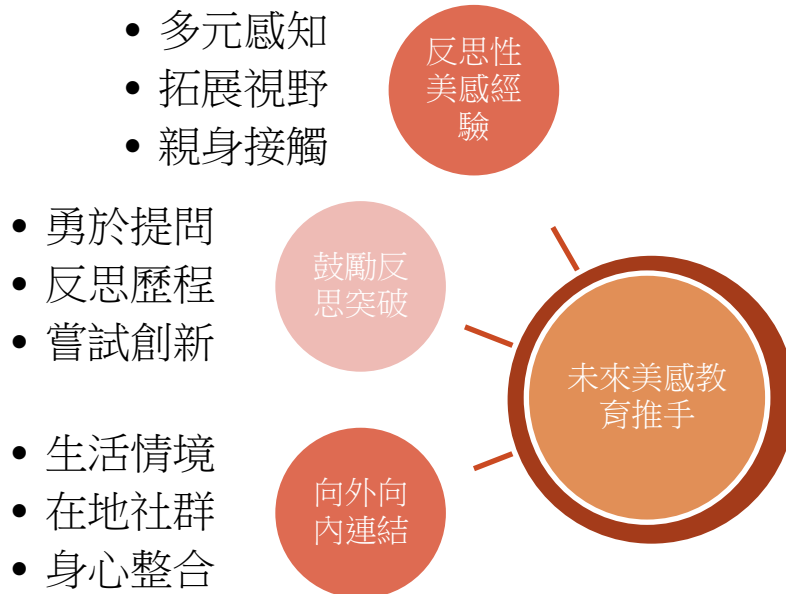 • 多元感知
• 拓展視野
• 親身接觸
反思性
美感經
驗
• 勇於提問
• 反思歷程
• 嘗試創新
鼓勵反
思突破
• 生活情境
• 在地社群
• 身心整合
向外向
內連結
未來美感教
育推手